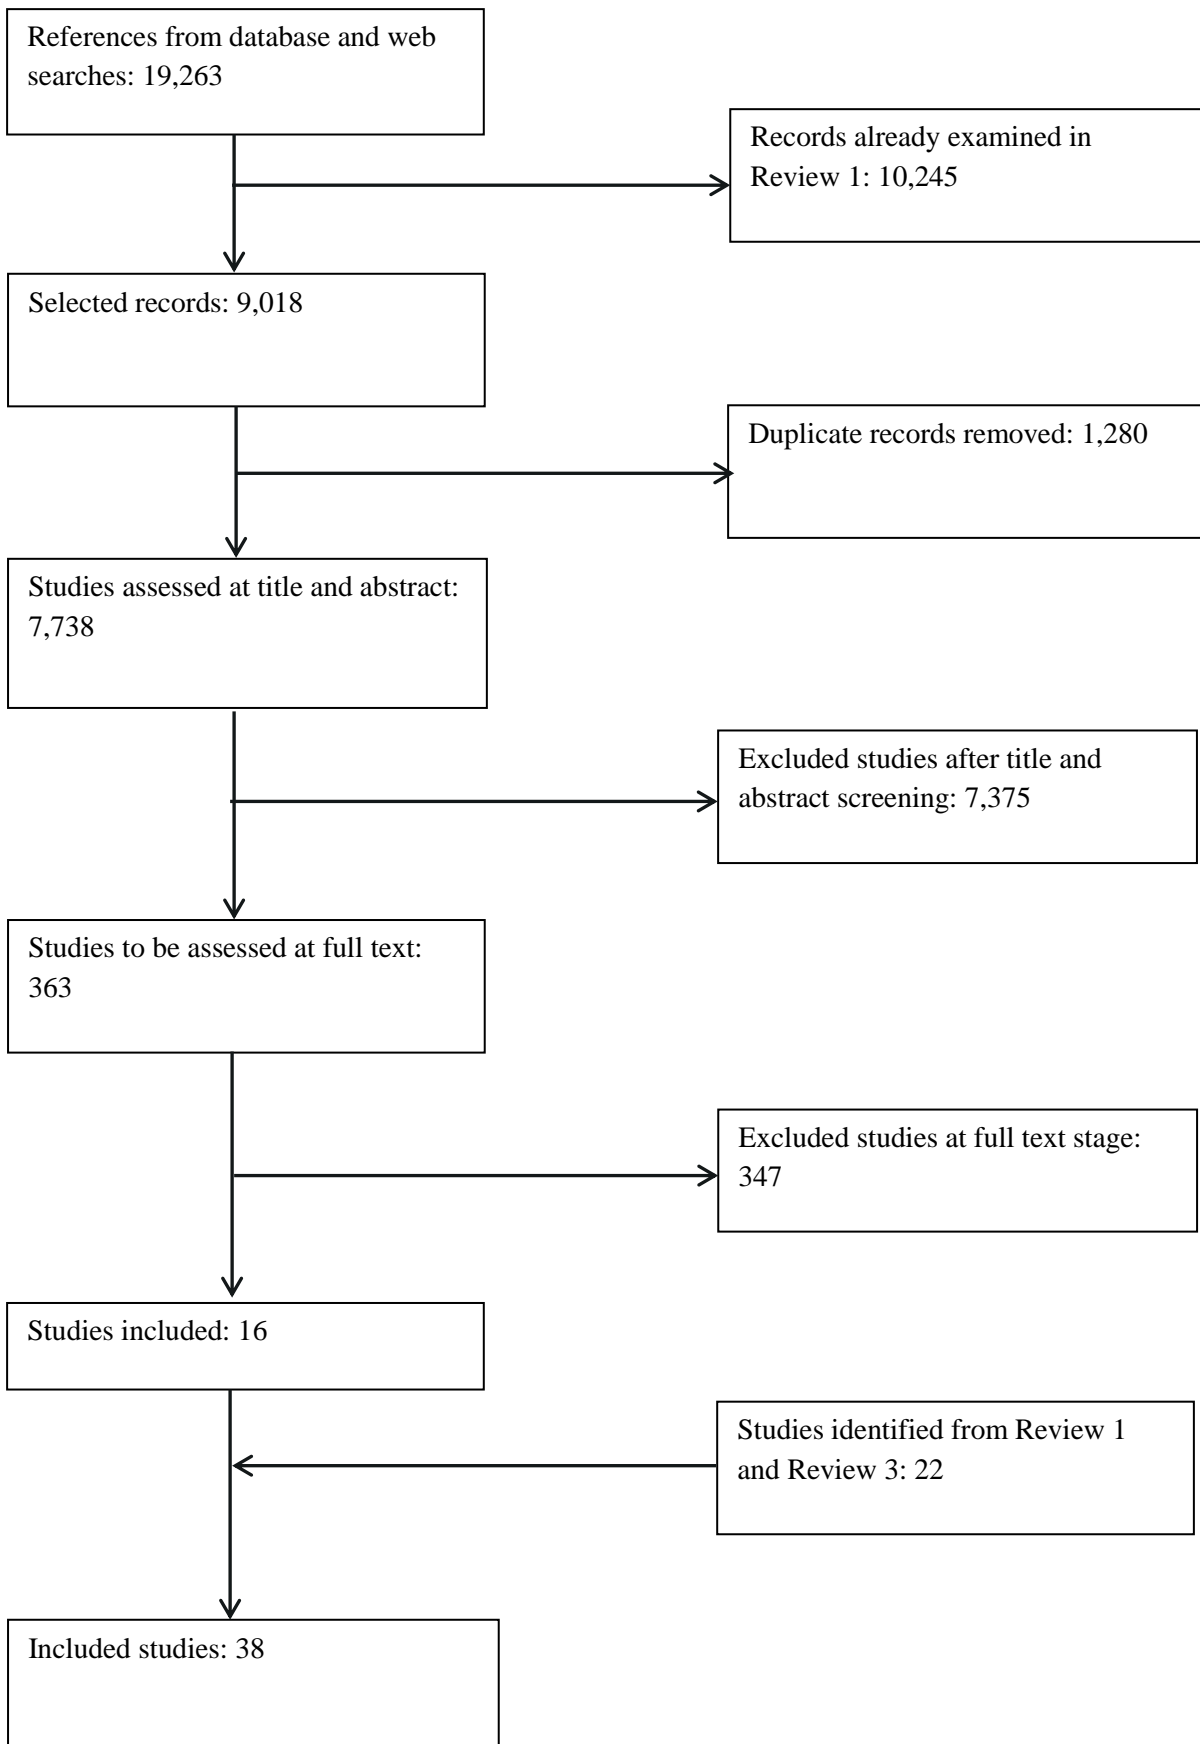 References from database and web
searches: 19,263
Records already examined in
Review 1: 10,245
Selected records: 9,018
Duplicate records removed: 1,280
Studies assessed at title and abstract:
7,738
Excluded studies after title and
abstract screening: 7,375
Studies to be assessed at full text:
363
Excluded studies at full text stage:
347
Studies included: 16
Studies identified from Review 1
and Review 3: 22
Included studies: 38